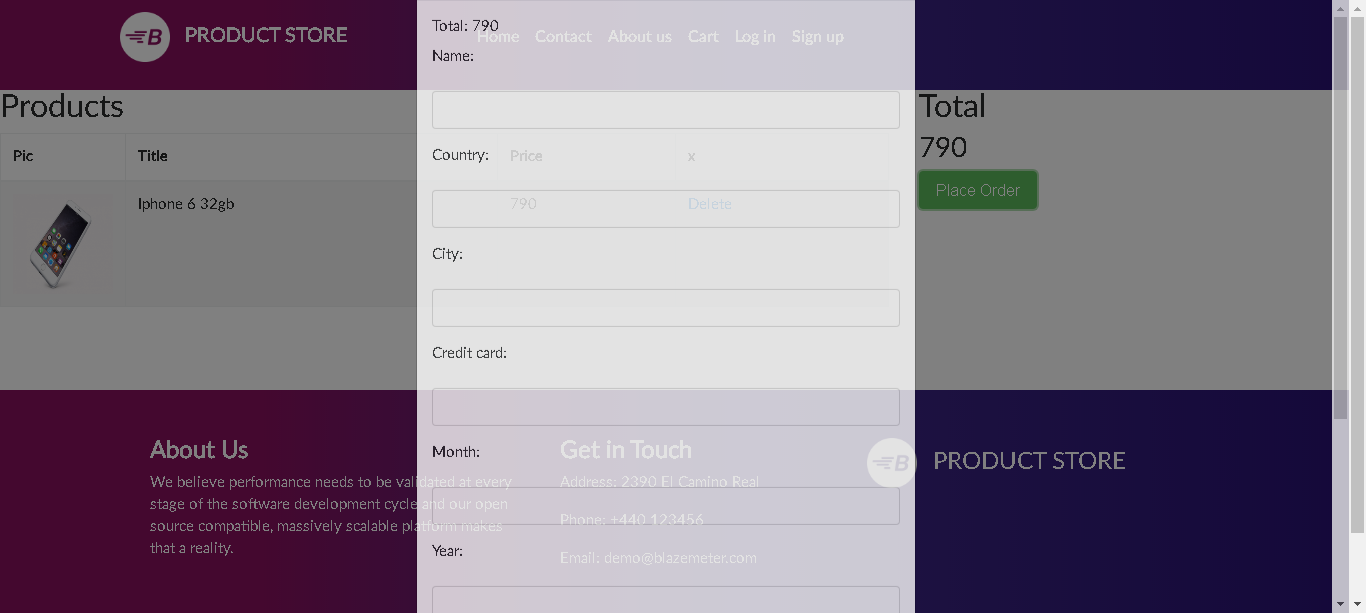 PRODUCT STORE
Home Contact About us Cart Log in Sign up
Total: 790
Name:
Products
Total
790
Place Order
Pic Title Price x
Iphone 6 32gb 790 Delete
Country:
City:
Credit card:
Month:
Year:
About Us
We believe performance needs to be validated at every
stage of the software development cycle and our open
source compatible, massively scalable platform makes
that a reality.
Get in Touch
Address: 2390 El Camino Real
Phone: +440 123456
Email: demo@blazemeter.com
B PRODUCT STORE